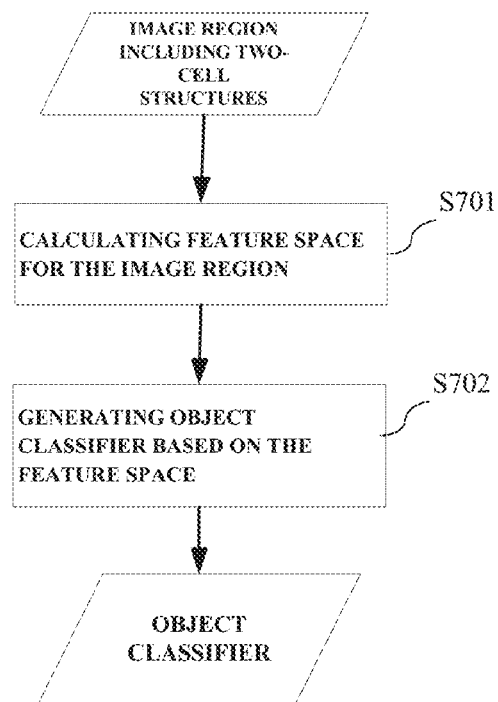 IMAGE REGION
INCLUDING TWO-
CELL
STRUCTURES
S701
CALCULATING FEATURE SPACE
FOR THE IMAGE REGION
S702
GENERATING OBJECT
CLASSIFIER BASED ON THE
FEATURE SPACE
OBJECT
CLASSIFIER